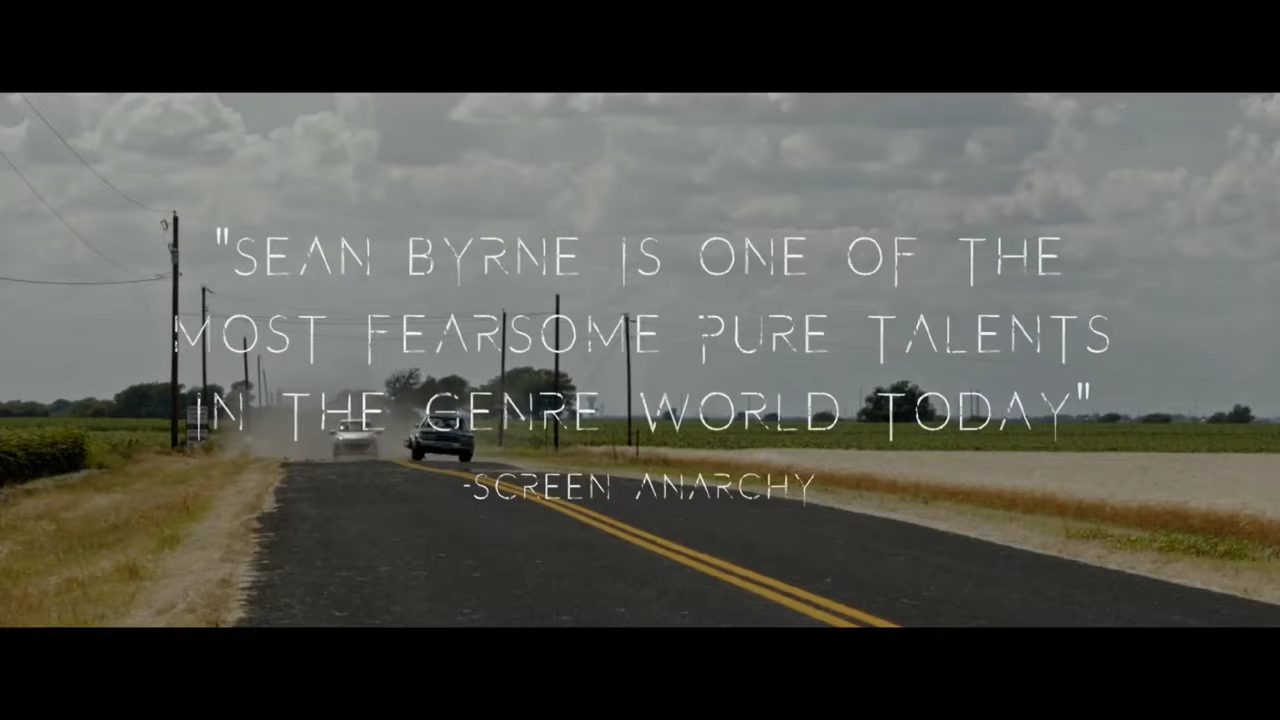 "SEAN BYRNE IS ONE OF THE
MOST FEARSOME PURE TALENTS
IN THE GENRE WORLD TODAY"
-SCREEN ANARCHY